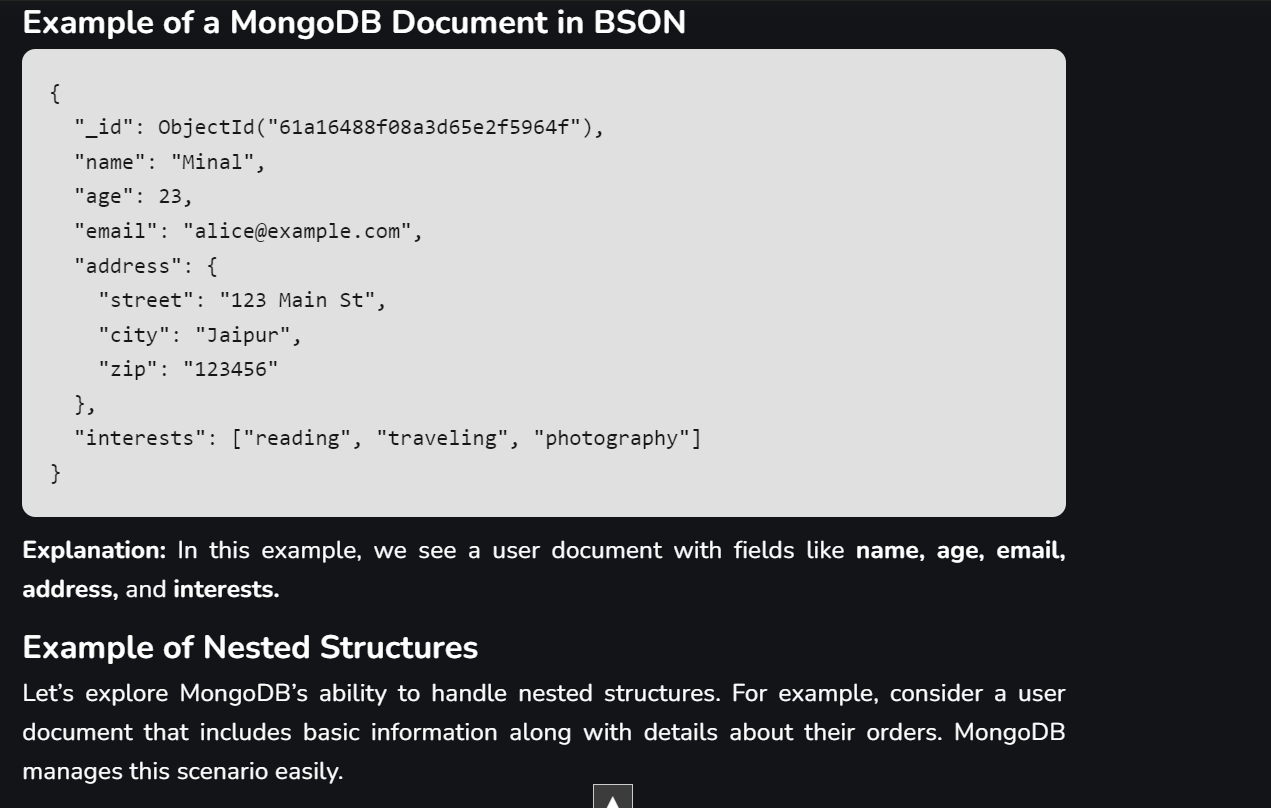 Example of a MongoDB Document in BSON
{
  "_id": ObjectId("61a16488f08a3d65e2f5964f"),
  "name": "Minal",
  "age": 23,
  "email": "alice@example.com",
  "address": {
    "street": "123 Main St",
    "city": "Jaipur",
    "zip": "123456"
  },
  "interests": ["reading", "traveling", "photography"]
}
Explanation: In this example, we see a user document with fields like name, age, email,
address, and interests.
Example of Nested Structures
Let’s explore MongoDB’s ability to handle nested structures. For example, consider a user
document that includes basic information along with details about their orders. MongoDB
manages this scenario easily.